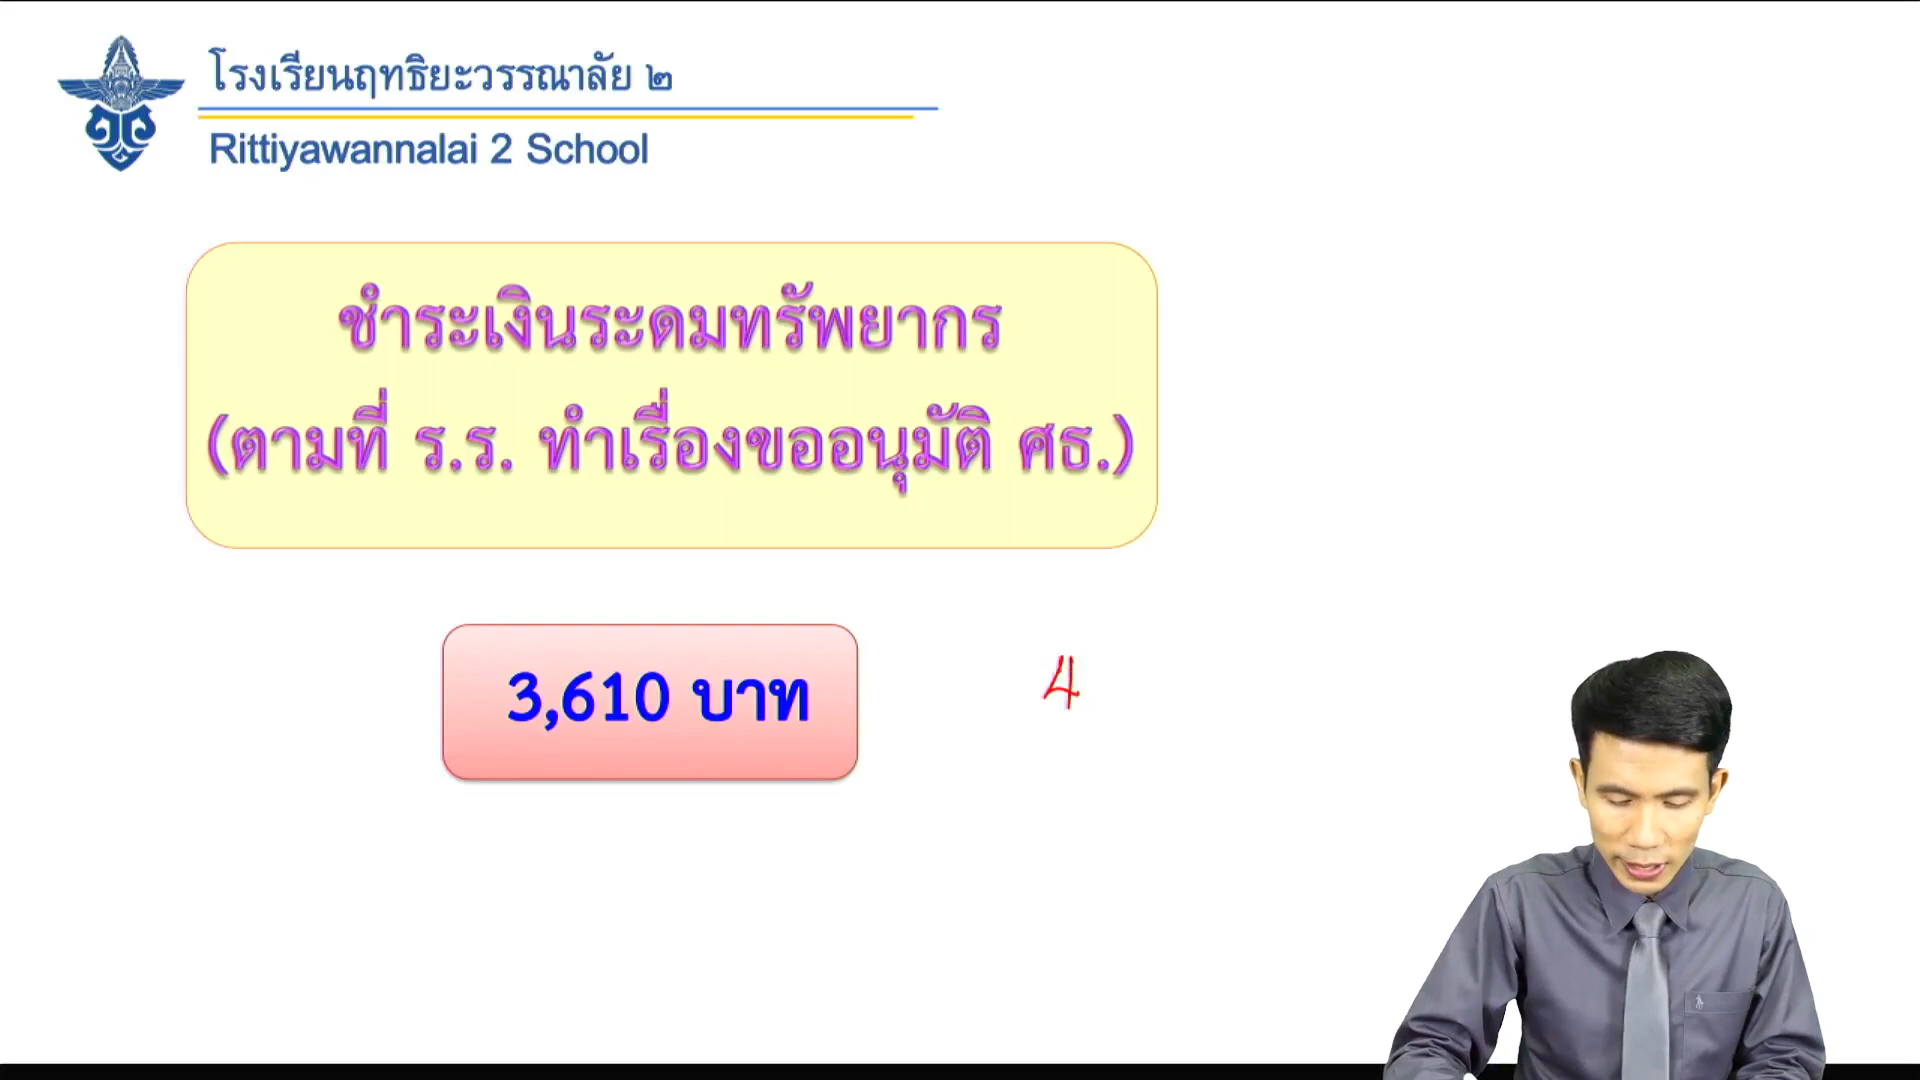 โรงเรียนฤทธิยะวรรณาลัย ๒
Rittiyawannalai 2 School
ชำระเงินระดมทรัพยากร
(ตามที่ ร.ร. ทำเรื่องขออนุมัติ ศธ.)
3,610 บาท
4